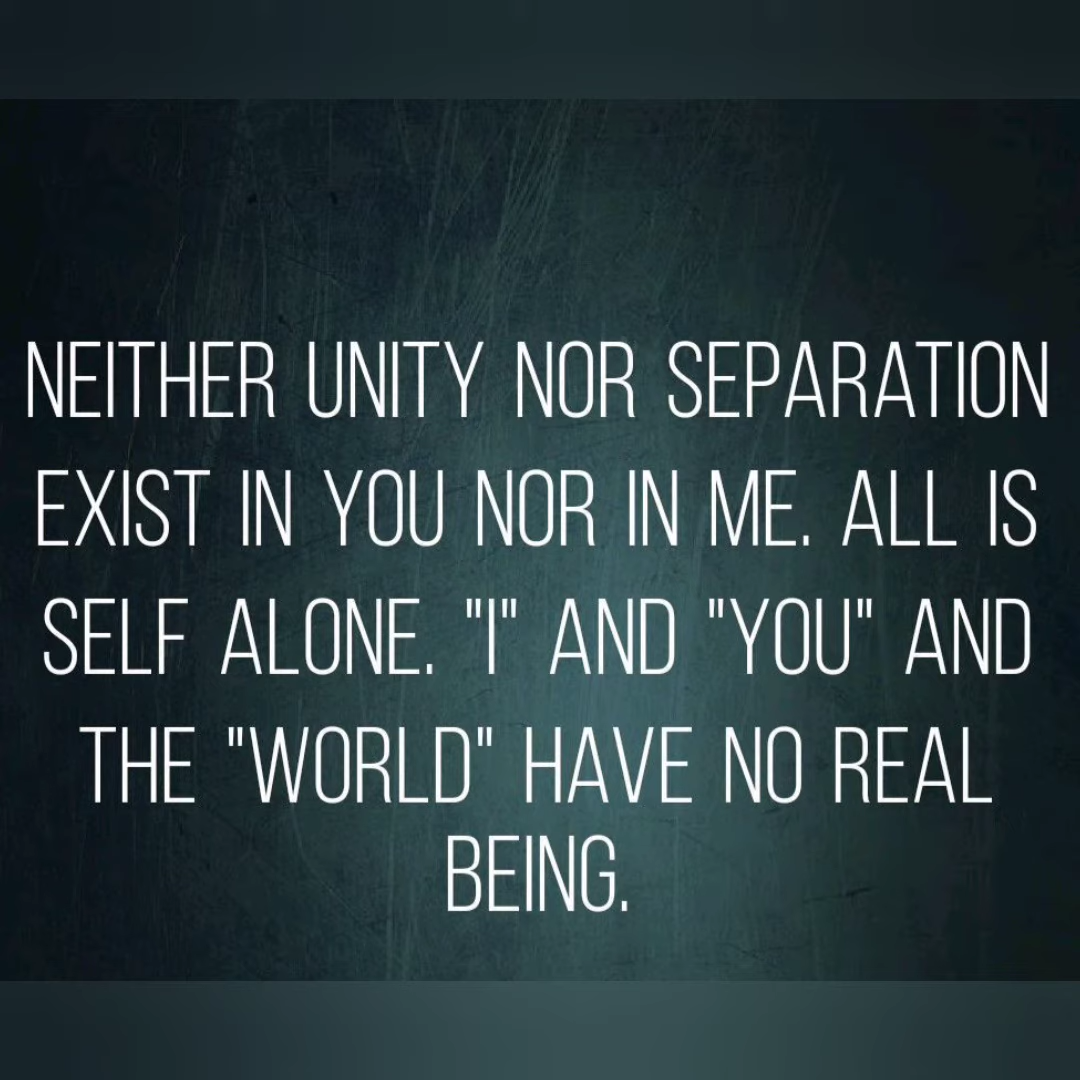 NEITHER UNITY NOR SEPARATION
EXIST IN YOU NOR IN ME. ALL IS
SELF ALONE. "I" AND "YOU" AND
THE "WORLD" HAVE NO REAL
BEING.